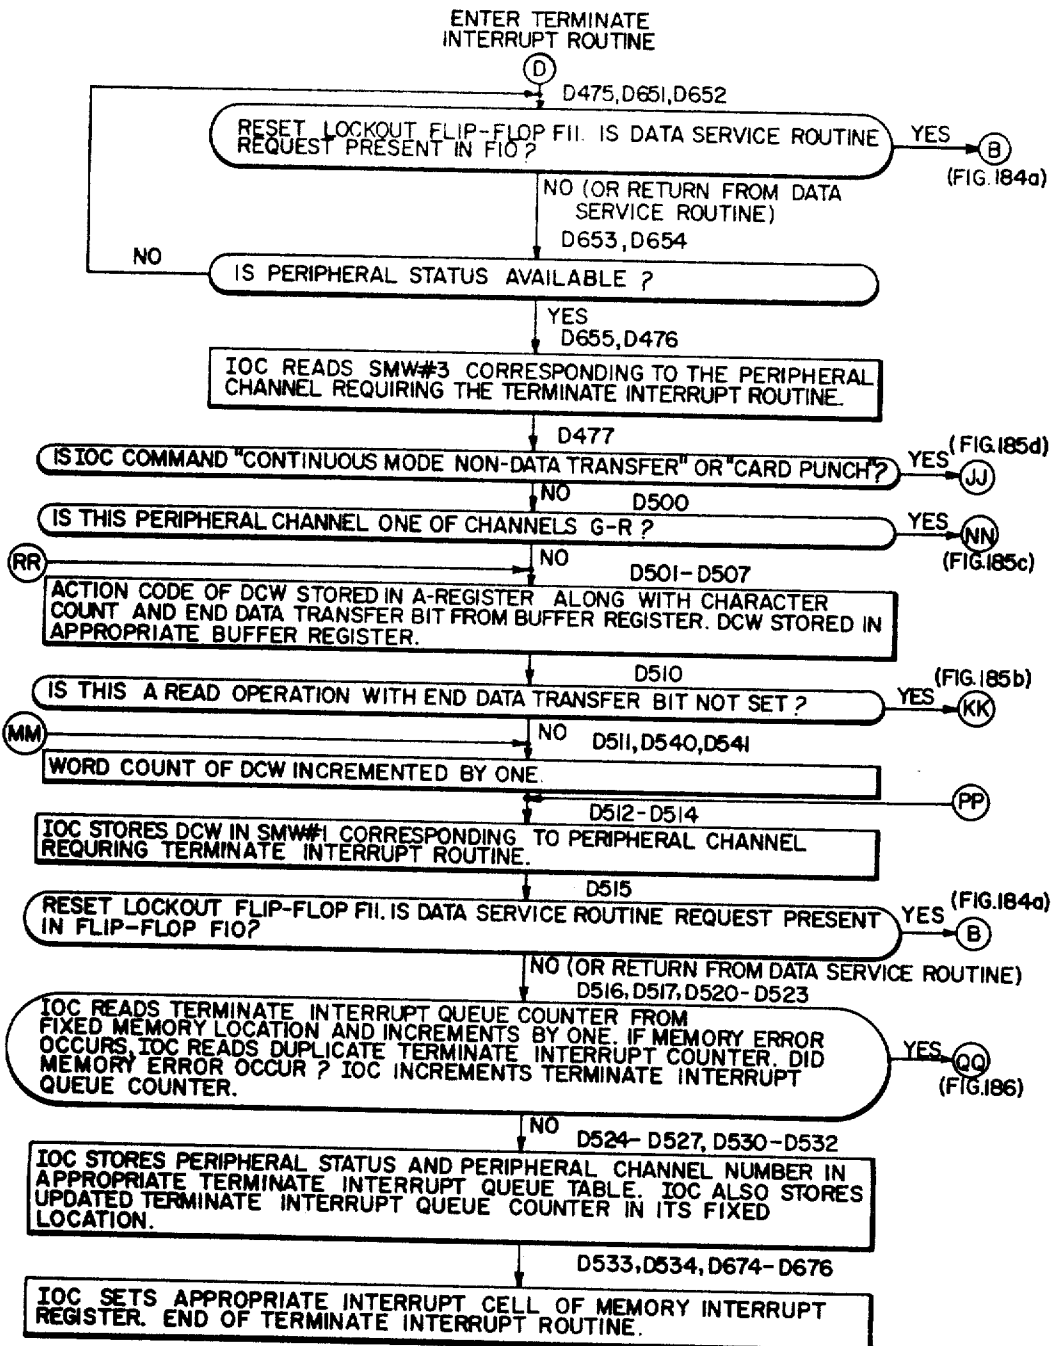 ENTER TERMINATE
INTERRUPT ROUTINE
D
D475,D651,D652
RESET LOCKOUT FLIP-FLOP F11. IS DATA SERVICE ROUTINE
REQUEST PRESENT IN F10?
YES
B
(FIG.184a)
NO (OR RETURN FROM DATA
SERVICE ROUTINE)
D653,D654
NO
IS PERIPHERAL STATUS AVAILABLE ?
YES
D655,D476
IOC READS SMW#3 CORRESPONDING TO THE PERIPHERAL
CHANNEL REQUIRING THE TERMINATE INTERRUPT ROUTINE.
D477
IS IOC COMMAND "CONTINUOUS MODE NON-DATA TRANSFER" OR "CARD PUNCH"?
YES
(FIG.185d)
JJ
NO
D500
IS THIS PERIPHERAL CHANNEL ONE OF CHANNELS G-R ?
YES
NN
(FIG.185c)
RR
NO
D501-D507
ACTION CODE OF DCW STORED IN A-REGISTER ALONG WITH CHARACTER
COUNT AND END DATA TRANSFER BIT FROM BUFFER REGISTER. DCW STORED IN
APPROPRIATE BUFFER REGISTER.
D510
IS THIS A READ OPERATION WITH END DATA TRANSFER BIT NOT SET ?
YES
(FIG.185b)
KK
MM
NO
D511,D540,D541
WORD COUNT OF DCW INCREMENTED BY ONE.
PP
D512-D514
IOC STORES DCW IN SMW#1 CORRESPONDING TO PERIPHERAL CHANNEL
REQURING TERMINATE INTERRUPT ROUTINE.
D515
RESET LOCKOUT FLIP-FLOP F11. IS DATA SERVICE ROUTINE REQUEST PRESENT
IN FLIP-FLOP F10?
YES
(FIG.184a)
B
NO (OR RETURN FROM DATA SERVICE ROUTINE)
D516,D517,D520-D523
IOC READS TERMINATE INTERRUPT QUEUE COUNTER FROM
FIXED MEMORY LOCATION AND INCREMENTS BY ONE. IF MEMORY ERROR
OCCURS, IOC READS DUPLICATE TERMINATE INTERRUPT COUNTER. DID
MEMORY ERROR OCCUR ? IOC INCREMENTS TERMINATE INTERRUPT
QUEUE COUNTER.
YES
QQ
(FIG.186)
NO
D524-D527, D530-D532
IOC STORES PERIPHERAL STATUS AND PERIPHERAL CHANNEL NUMBER IN
APPROPRIATE TERMINATE INTERRUPT QUEUE TABLE. IOC ALSO STORES
UPDATED TERMINATE INTERRUPT QUEUE COUNTER IN ITS FIXED
LOCATION.
D533,D534,D674-D676
IOC SETS APPROPRIATE INTERRUPT CELL OF MEMORY INTERRUPT
REGISTER. END OF TERMINATE INTERRUPT ROUTINE.